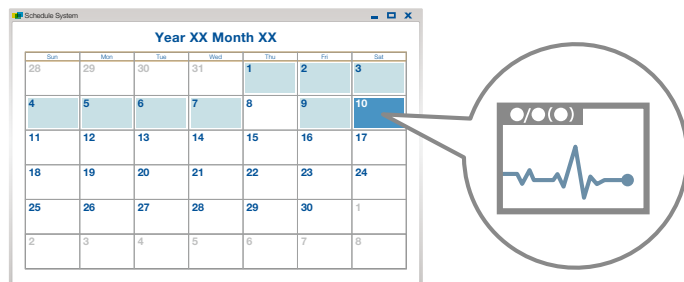 Schedule System
Year XX Month XX
Sun Mon Tue Wed Thu Fri Sat
28 29 30 31 1 2 3
4 5 6 7 8 9 10
11 12 13 14 15 16 17
18 19 20 21 22 23 24
25 26 27 28 29 30 1
2 3 4 5 6 7 8
●/●(●)